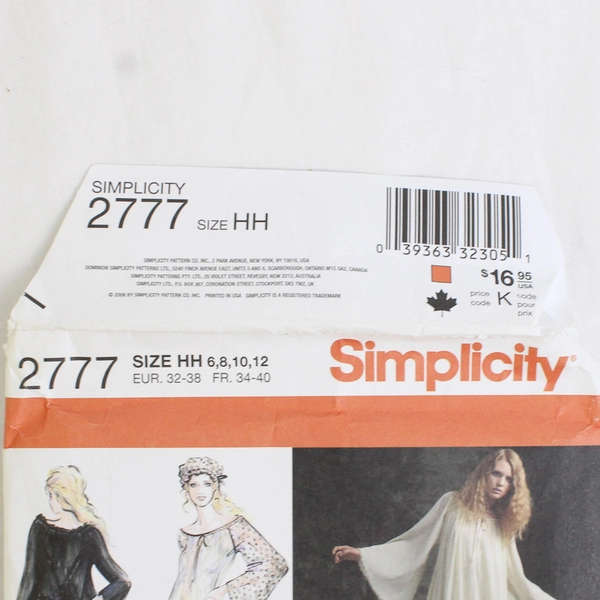 SIMPLICITY
2777 SIZE HH
0 39363 32305 1
SIMPLICITY PATTERN CO. INC., 2 PARK AVENUE, NEW YORK, NY 10016, USA
DOMINION SIMPLICITY PATTERNS LTD., 5240 FINCH AVENUE EAST, UNITS 5 AND 6, SCARBOROUGH, ONTARIO M1S 5A2, CANADA
SIMPLICITY PATTERNS PTY. LTD., 25 VIOLET STREET, REVESBY, NSW 2212, AUSTRALIA
SIMPLICITY LTD., P.O. BOX 367, CORONATION STREET, STOCKPORT, SK5 7WZ, UK
© 2008 BY SIMPLICITY PATTERN CO. INC. PRINTED IN USA SIMPLICITY IS A REGISTERED TRADEMARK
$16.95
USA
price code K code pour prix
2777 SIZE HH 6,8,10,12
EUR. 32-38 FR. 34-40
Simplicity®